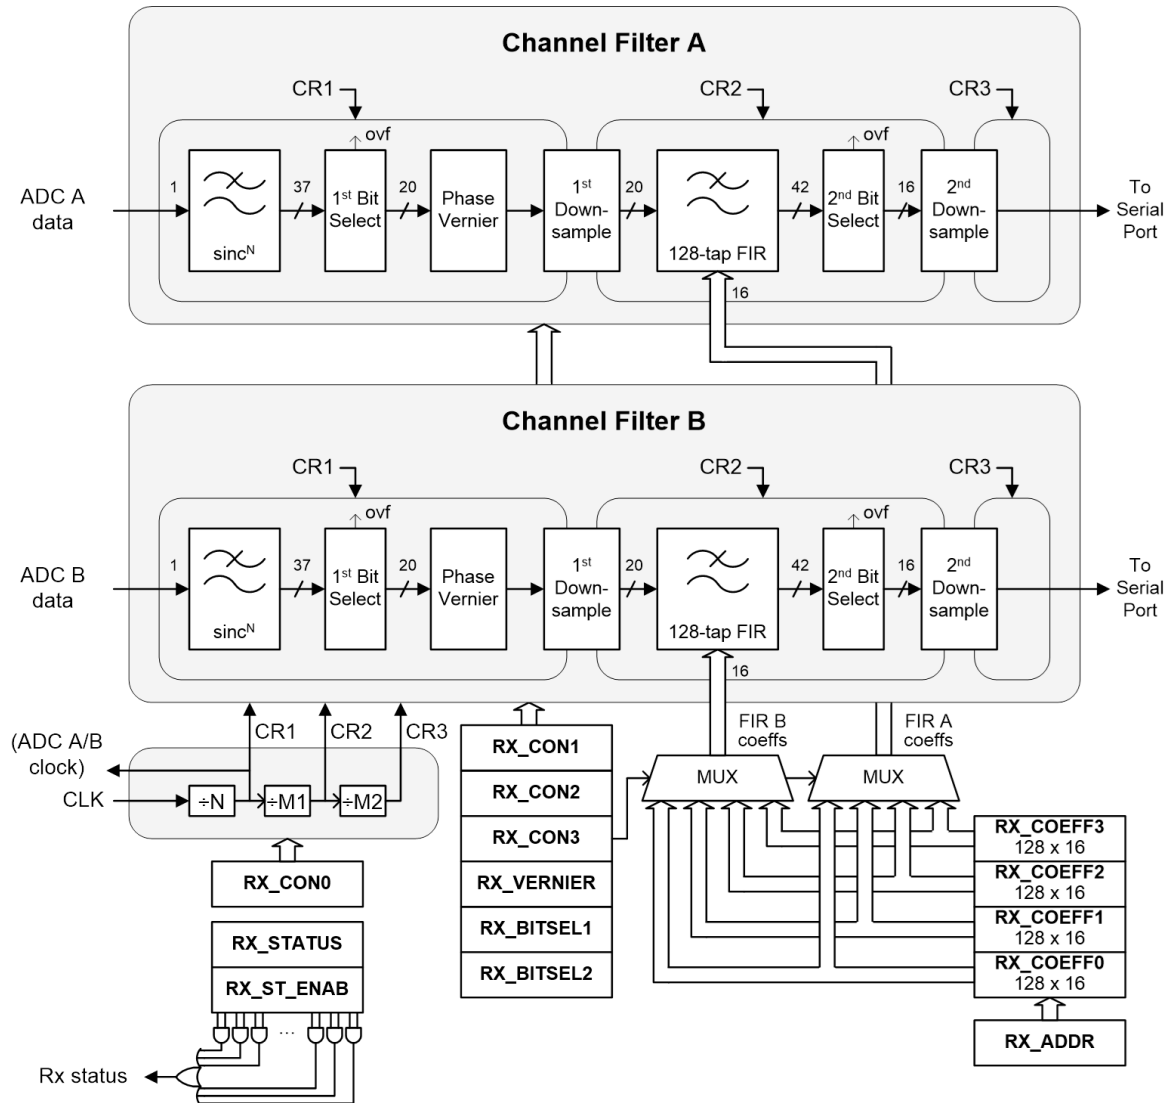 Channel Filter A
CR1
CR2
CR3
ovf
ovf
ADC A
data
1
sincᴺ
37
1st Bit
Select
20
Phase
Vernier
1st
Down-
sample
20
128-tap FIR
42
2nd Bit
Select
16
2nd
Down-
sample
To
Serial
Port
16
Channel Filter B
CR1
CR2
CR3
ovf
ovf
ADC B
data
1
sincᴺ
37
1st Bit
Select
20
Phase
Vernier
1st
Down-
sample
20
128-tap FIR
42
2nd Bit
Select
16
2nd
Down-
sample
To
Serial
Port
16
(ADC A/B
clock)
CR1
CR2
CR3
CLK
÷N
÷M1
÷M2
RX_CON0
RX_STATUS
RX_ST_ENAB
...
Rx status
RX_CON1
RX_CON2
RX_CON3
RX_VERNIER
RX_BITSEL1
RX_BITSEL2
FIR B
coeffs
FIR A
coeffs
MUX
MUX
RX_COEFF3
128 x 16
RX_COEFF2
128 x 16
RX_COEFF1
128 x 16
RX_COEFF0
128 x 16
RX_ADDR